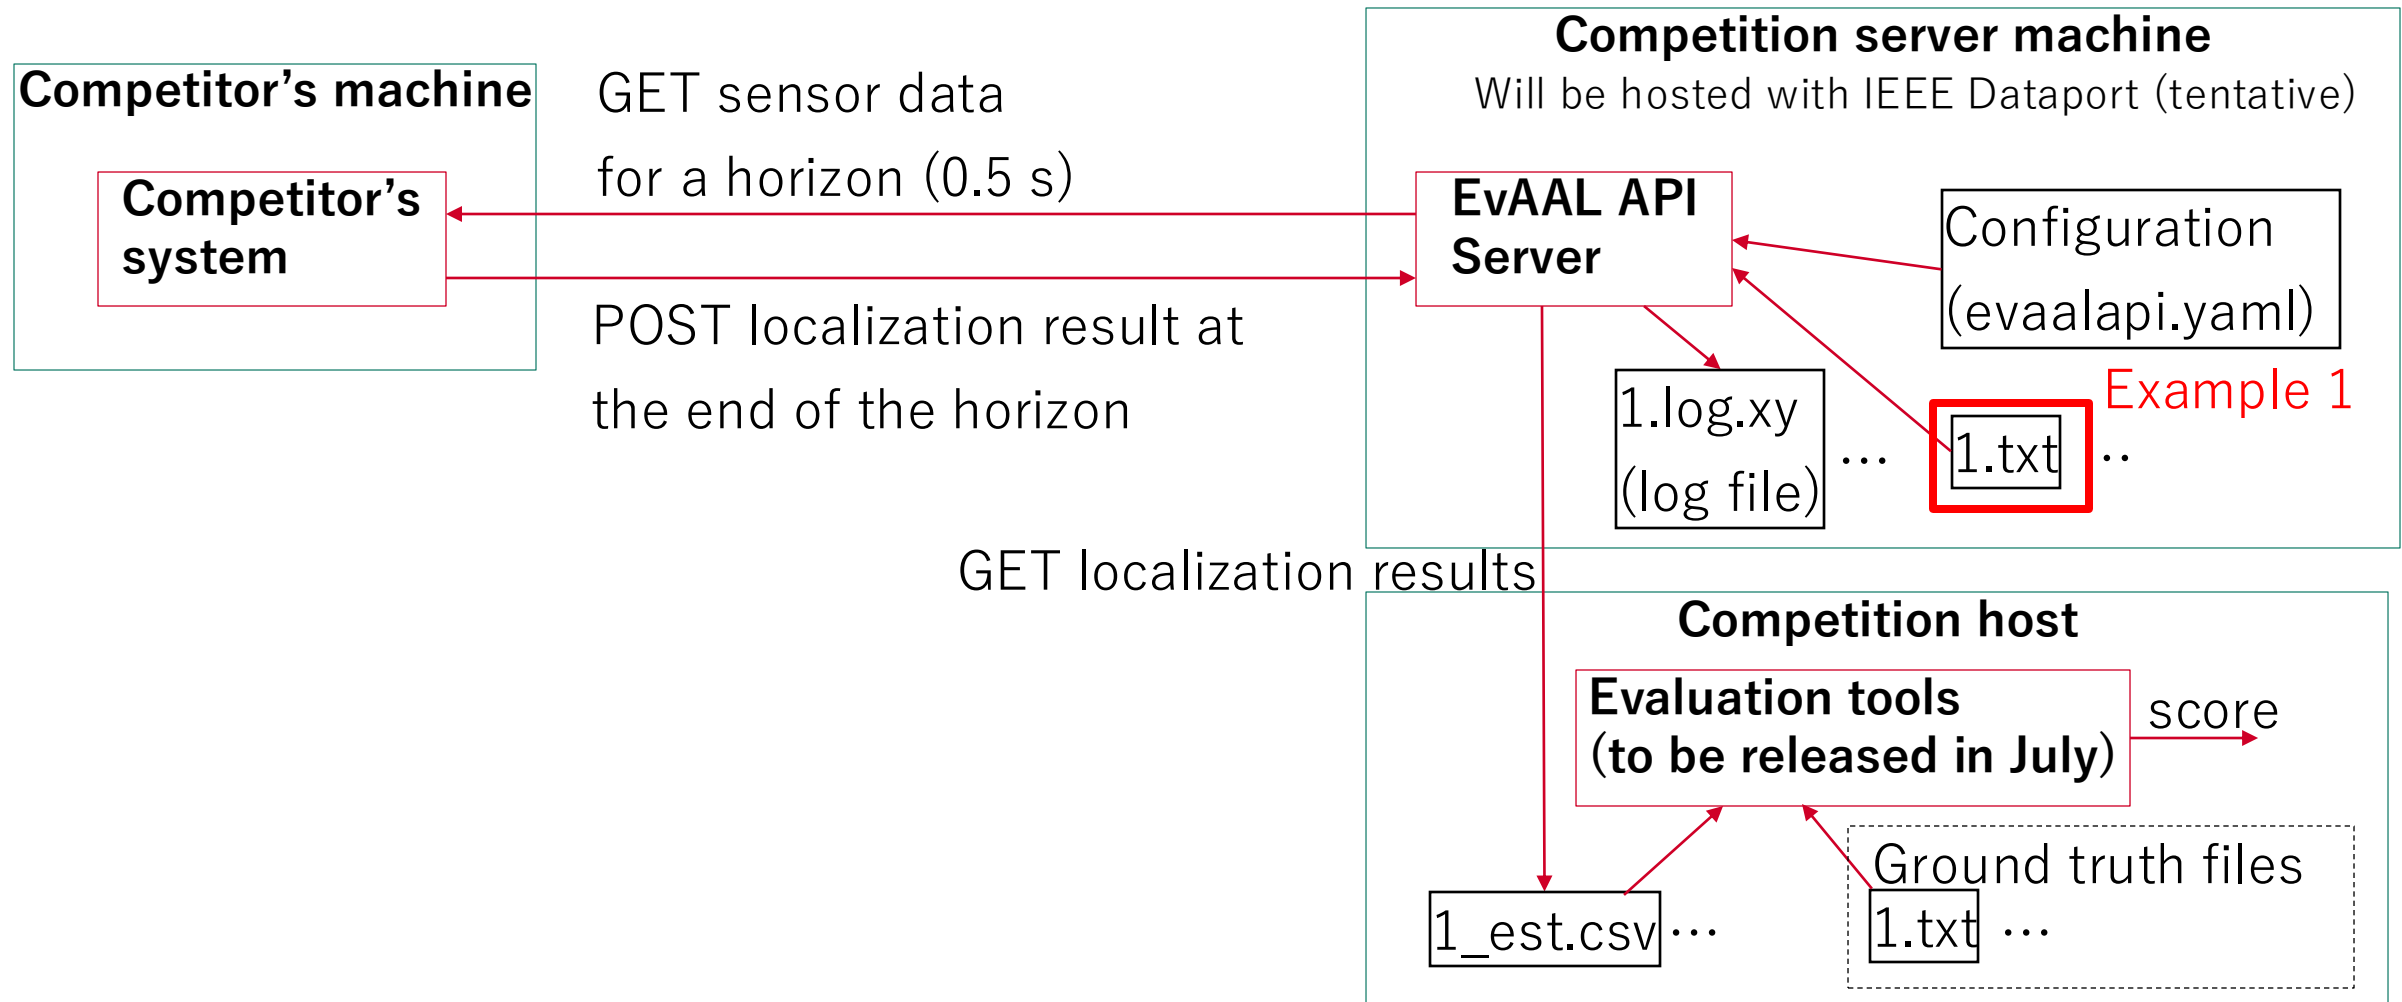 Competition server machine
Will be hosted with IEEE Dataport (tentative)
Competitor’s machine
GET sensor data
for a horizon (0.5 s)
Competitor’s
system
EvAAL API
Server
Configuration
(evaalapi.yaml)
POST localization result at
the end of the horizon
Example 1
1.log.xy
(log file)
…
1.txt
‥
GET localization results
Competition host
Evaluation tools
(to be released in July)
score
Ground truth files
1_est.csv
…
1.txt
…